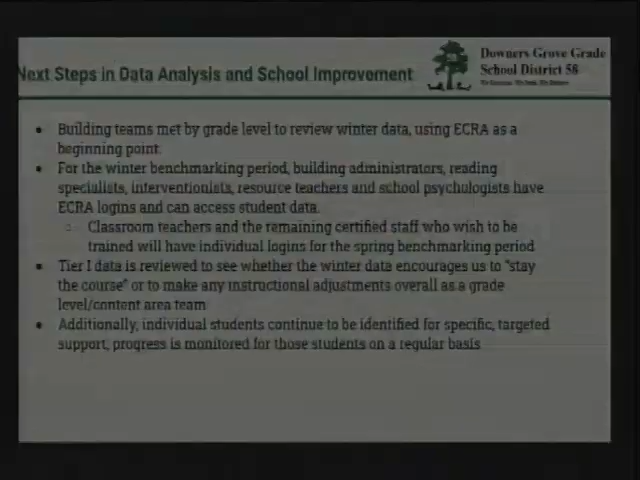 Next Steps in Data Analysis and School Improvement
Downers Grove Grade
School District 58
• Building teams met by grade level to review winter data, using ECRA as a
beginning point.
• For the winter benchmarking period, building administrators, reading
specialists, interventionists, resource teachers and school psychologists have
ECRA logins and can access student data.
○ Classroom teachers and the remaining certified staff who wish to be
trained will have individual logins for the spring benchmarking period
• Tier I data is reviewed to see whether the winter data encourages us to "stay
the course" or to make any instructional adjustments overall as a grade
level/content area team
• Additionally, individual students continue to be identified for specific, targeted
support, progress is monitored for those students on a regular basis